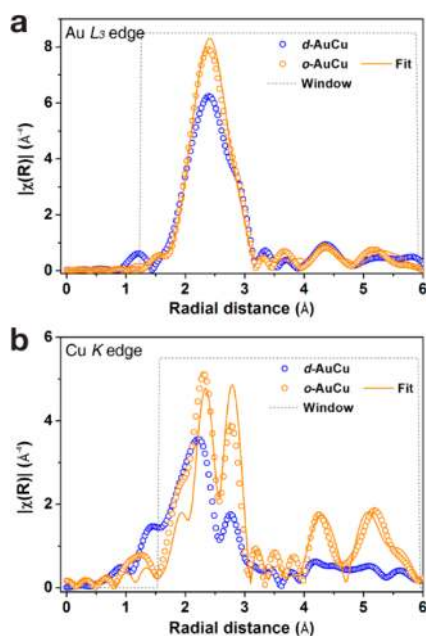 a
Au L₃ edge
d-AuCu
o-AuCu
Fit
Window
8
6
4
2
0
|χ(R)| (Å⁻⁴)
0 1 2 3 4 5 6
Radial distance (Å)
b
Cu K edge
d-AuCu
o-AuCu
Fit
Window
6
4
2
0
|χ(R)| (Å⁻⁴)
0 1 2 3 4 5 6
Radial distance (Å)